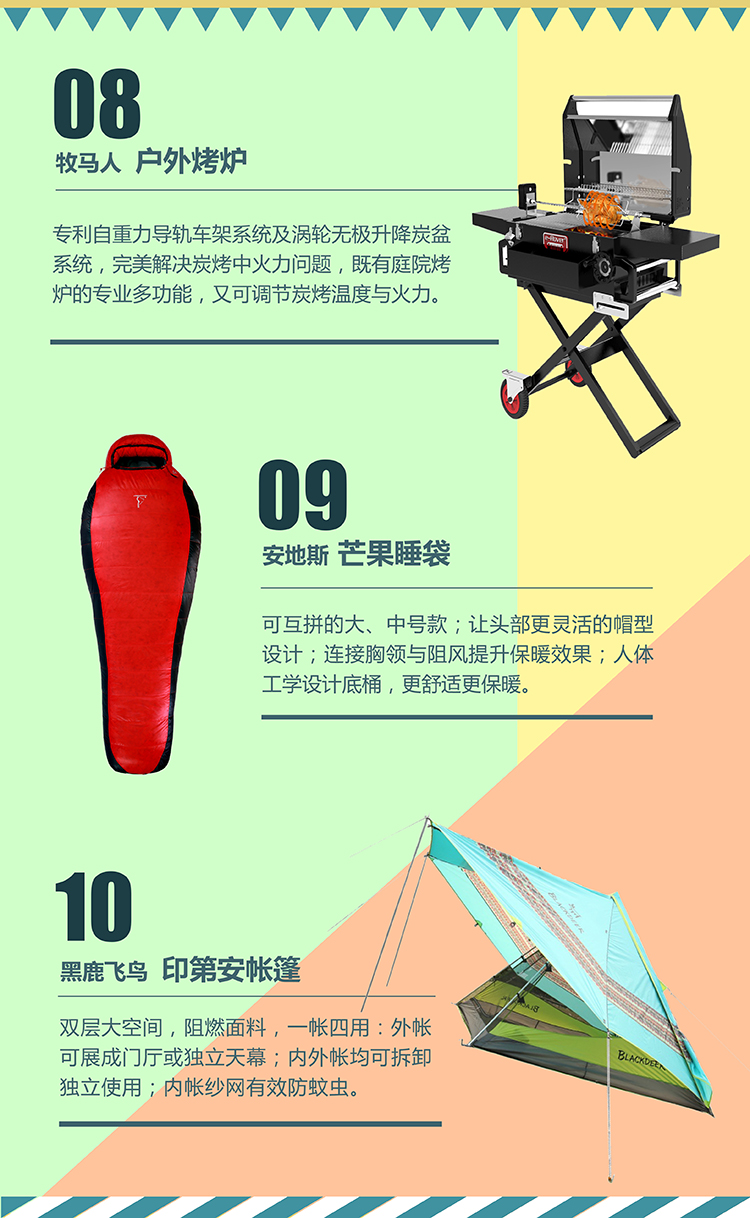 08
牧马人 户外烤炉
专利自重力导轨车架系统及涡轮无极升降炭盆
系统，完美解决炭烤中火力问题，既有庭院烤
炉的专业多功能，又可调节炭烤温度与火力。
09
安地斯 芒果睡袋
可互拼的大、中号款；让头部更灵活的帽型
设计；连接胸领与阻风提升保暖效果；人体
工学设计底桶，更舒适更保暖。
10
黑鹿飞鸟 印第安帐篷
双层大空间，阻燃面料，一帐四用：外帐
可展成门厅或独立天幕；内外帐均可拆卸
独立使用；内帐纱网有效防蚊虫。
BLACKDEER
BLACKDEER
BLACKDEER